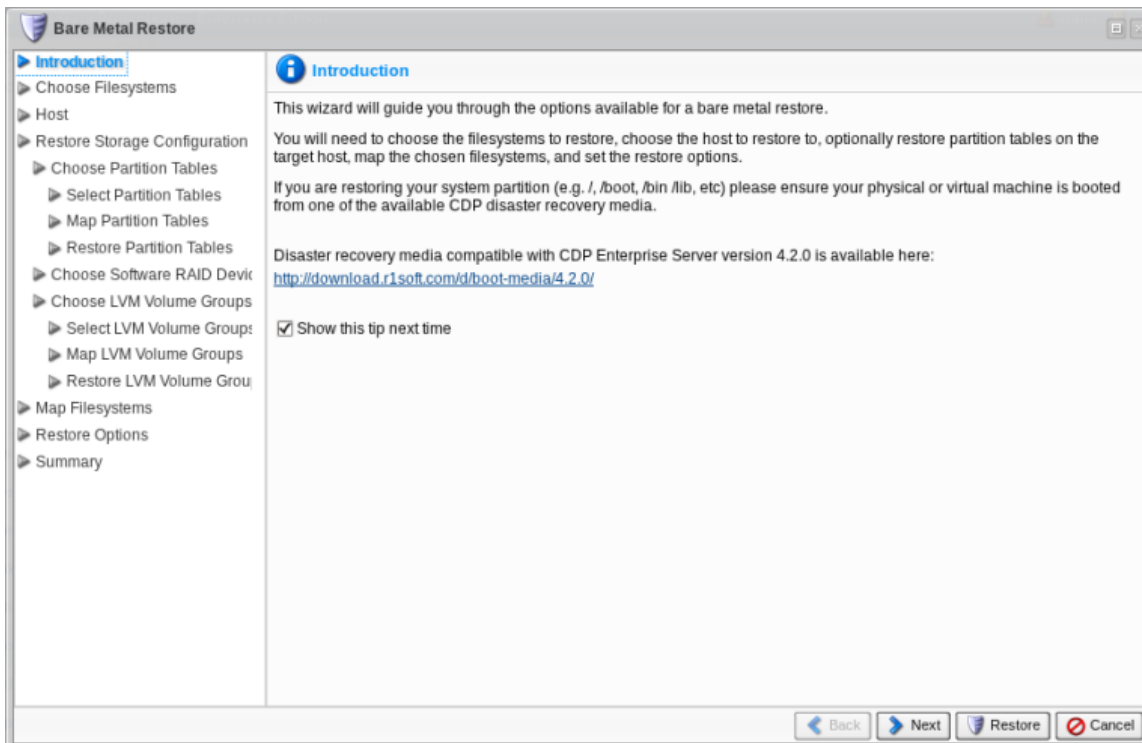 Bare Metal Restore
Introduction
Choose Filesystems
Host
Restore Storage Configuration
Choose Partition Tables
Select Partition Tables
Map Partition Tables
Restore Partition Tables
Choose Software RAID Devic
Choose LVM Volume Groups
Select LVM Volume Groups
Map LVM Volume Groups
Restore LVM Volume Grou
Map Filesystems
Restore Options
Summary
Introduction
This wizard will guide you through the options available for a bare metal restore.
You will need to choose the filesystems to restore, choose the host to restore to, optionally restore partition tables on the
target host, map the chosen filesystems, and set the restore options.
If you are restoring your system partition (e.g. /, /boot, /bin /lib, etc) please ensure your physical or virtual machine is booted
from one of the available CDP disaster recovery media.
Disaster recovery media compatible with CDP Enterprise Server version 4.2.0 is available here:
http://download.r1soft.com/d/boot-media/4.2.0/
Show this tip next time
Back Next Restore Cancel